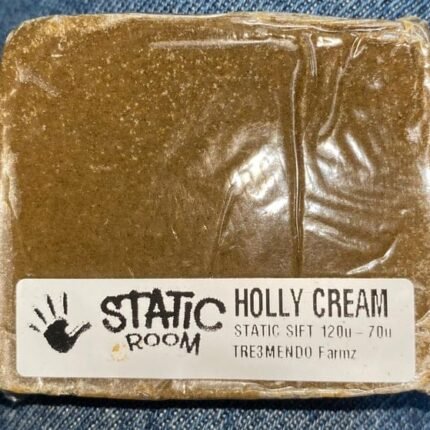 STATIC
ROOM
HOLLY CREAM
STATIC SIFT 120u - 70u
TRE3MENDO Farmz